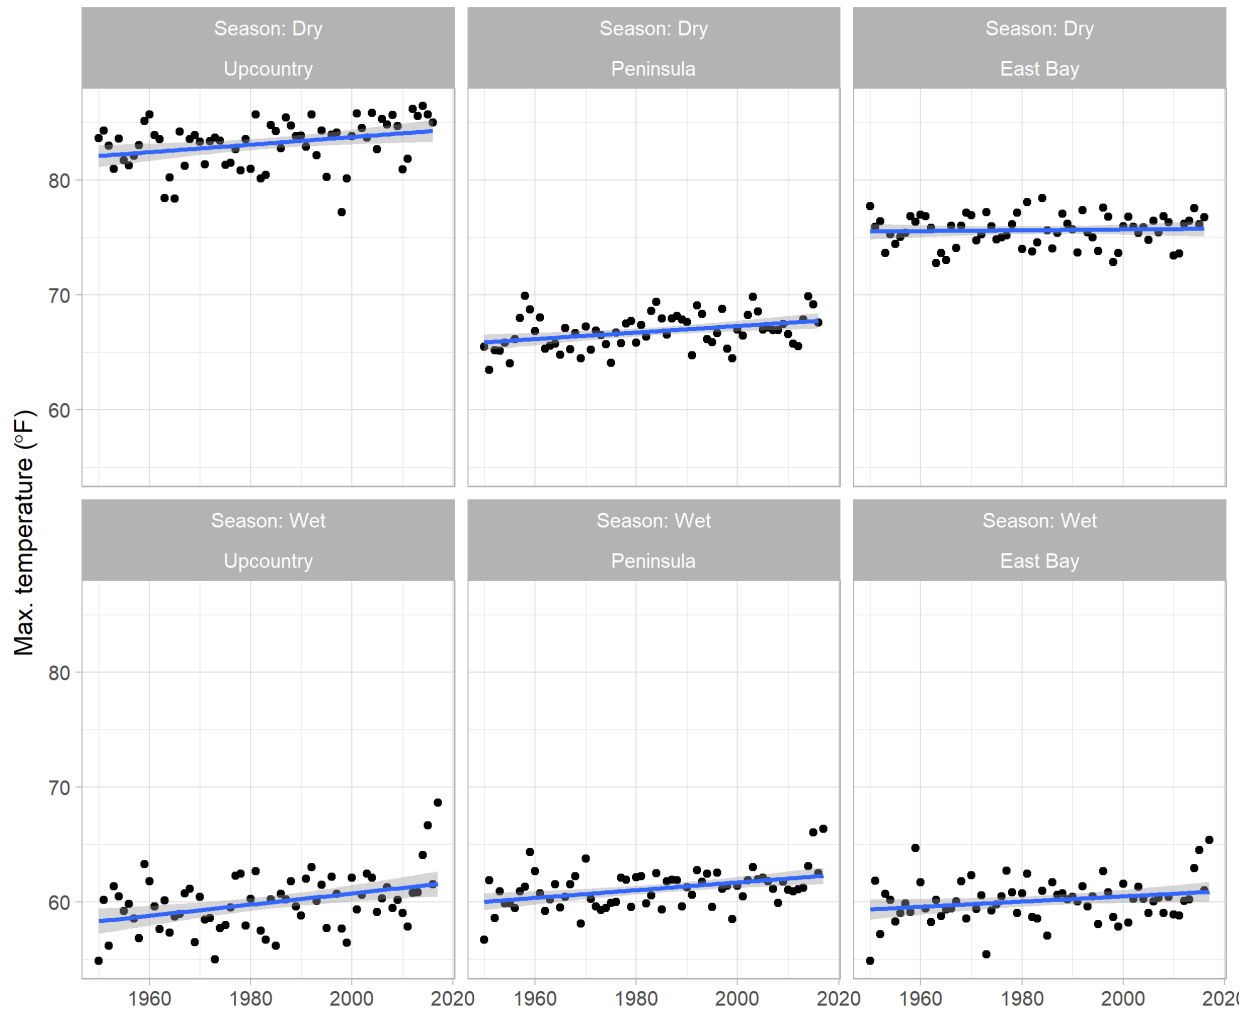 Season: Dry
Upcountry
Season: Dry
Peninsula
Season: Dry
East Bay
80
70
60
Max. temperature (°F)
Season: Wet
Upcountry
Season: Wet
Peninsula
Season: Wet
East Bay
80
70
60
1960 1980 2000 2020 1960 1980 2000 2020 1960 1980 2000 2020